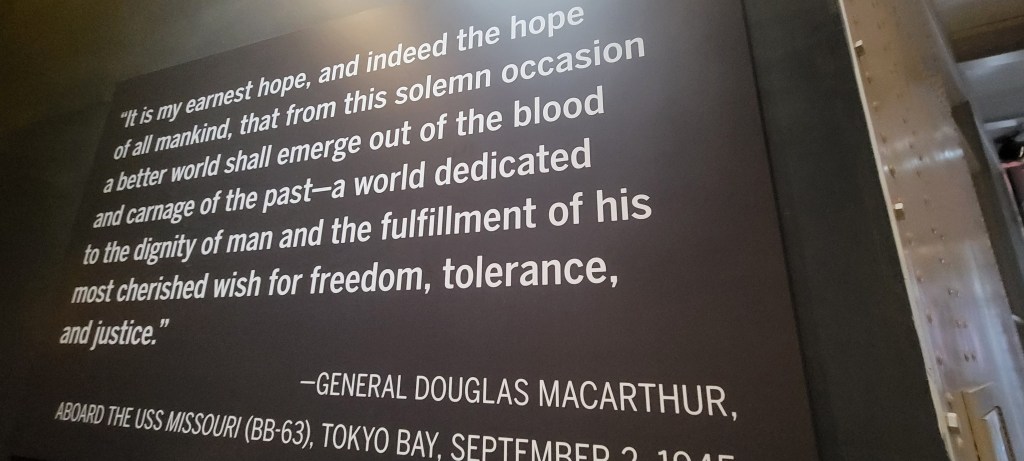 “It is my earnest hope, and indeed the hope
of all mankind, that from this solemn occasion
a better world shall emerge out of the blood
and carnage of the past—a world dedicated
to the dignity of man and the fulfillment of his
most cherished wish for freedom, tolerance,
and justice.”
—GENERAL DOUGLAS MACARTHUR,
ABOARD THE USS MISSOURI (BB-63), TOKYO BAY, SEPTEMBER 2, 1945